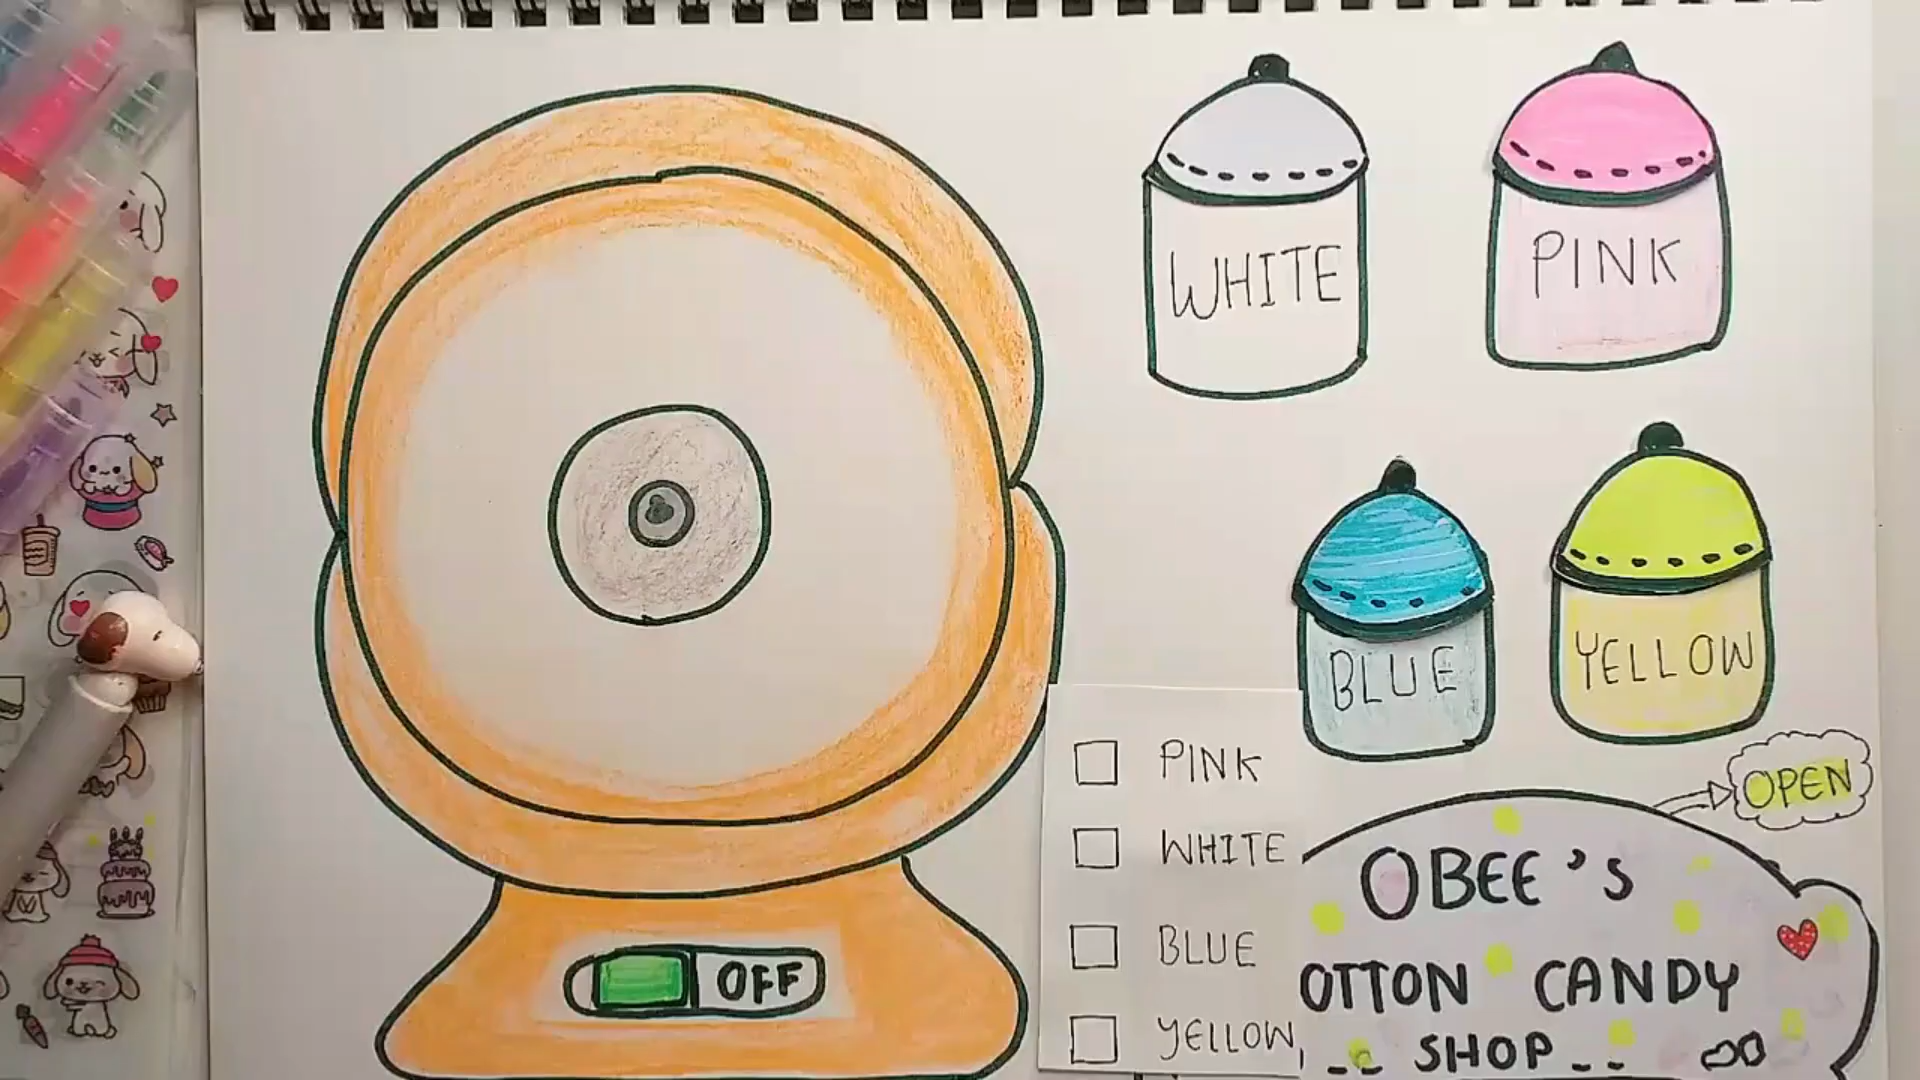 WHITE
PINK
BLUE
YELLOW
PINK
WHITE
BLUE
YELLOW
OPEN
OBEE'S
OTTON CANDY
-- SHOP --
OFF